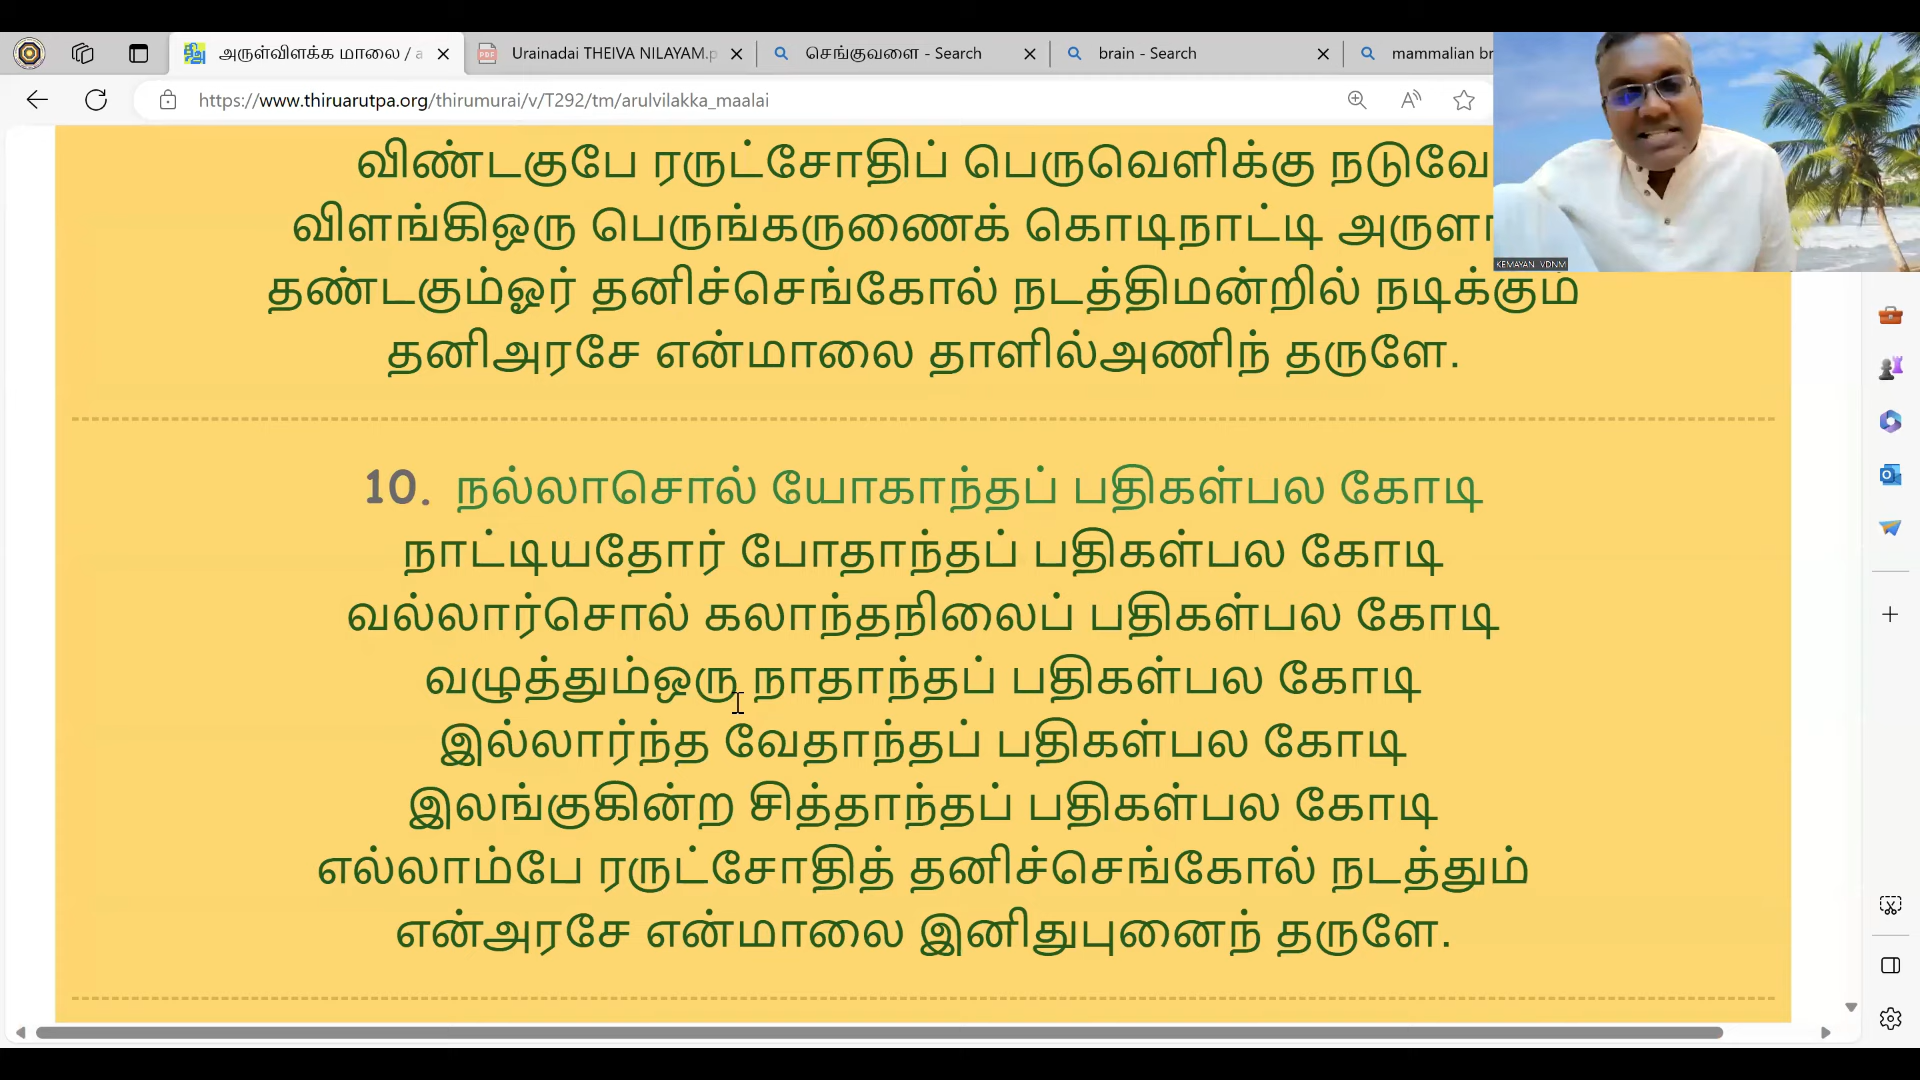 அருள்விளக்க மாலை / a
Urainadai THEIVA NILAYAM.p
செங்குவளை - Search
brain - Search
mammalian br
https://www.thiruarutpa.org/thirumurai/v/T292/tm/arulvilakka_maalai
விண்டகுபே ரருட்சோதிப் பெருவெளிக்கு நடுவே
விளங்கிஒரு பெருங்கருணைக் கொடிநாட்டி அருளா
தண்டகும்ஓர் தனிச்செங்கோல் நடத்திமன்றில் நடிக்கும்
தனிஅரசே என்மாலை தாளில்அணிந் தருளே.
10. நல்லாசொல் யோகாந்தப் பதிகள்பல கோடி
நாட்டியதோர் போதாந்தப் பதிகள்பல கோடி
வல்லார்சொல் கலாந்தநிலைப் பதிகள்பல கோடி
வழுத்தும்ஒரு நாதாந்தப் பதிகள்பல கோடி
இல்லார்ந்த வேதாந்தப் பதிகள்பல கோடி
இலங்குகின்ற சித்தாந்தப் பதிகள்பல கோடி
எல்லாம்பே ரருட்சோதித் தனிச்செங்கோல் நடத்தும்
என்அரசே என்மாலை இனிதுபுனைந் தருளே.
KEMAYAN VDNM